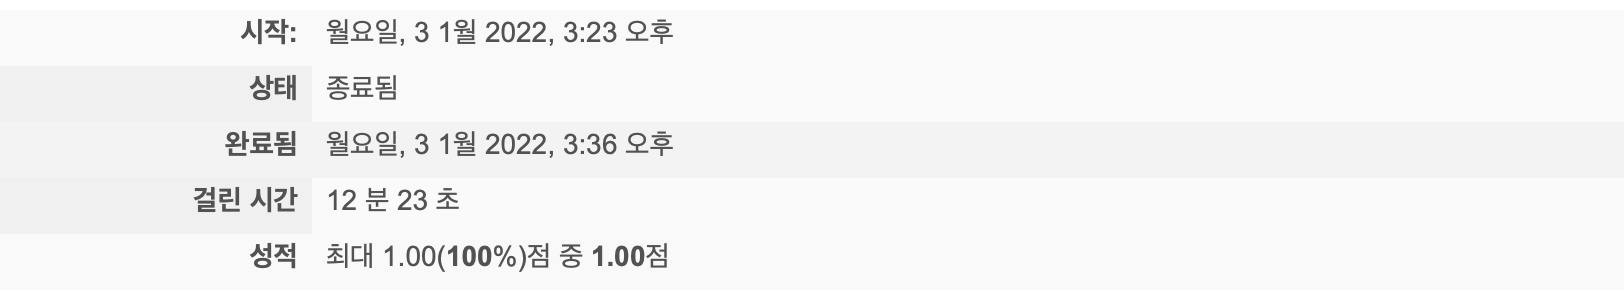 시작: 월요일, 3 1월 2022, 3:23 오후
상태 종료됨
완료됨 월요일, 3 1월 2022, 3:36 오후
걸린 시간 12 분 23 초
성적 최대 1.00(100%)점 중 1.00점